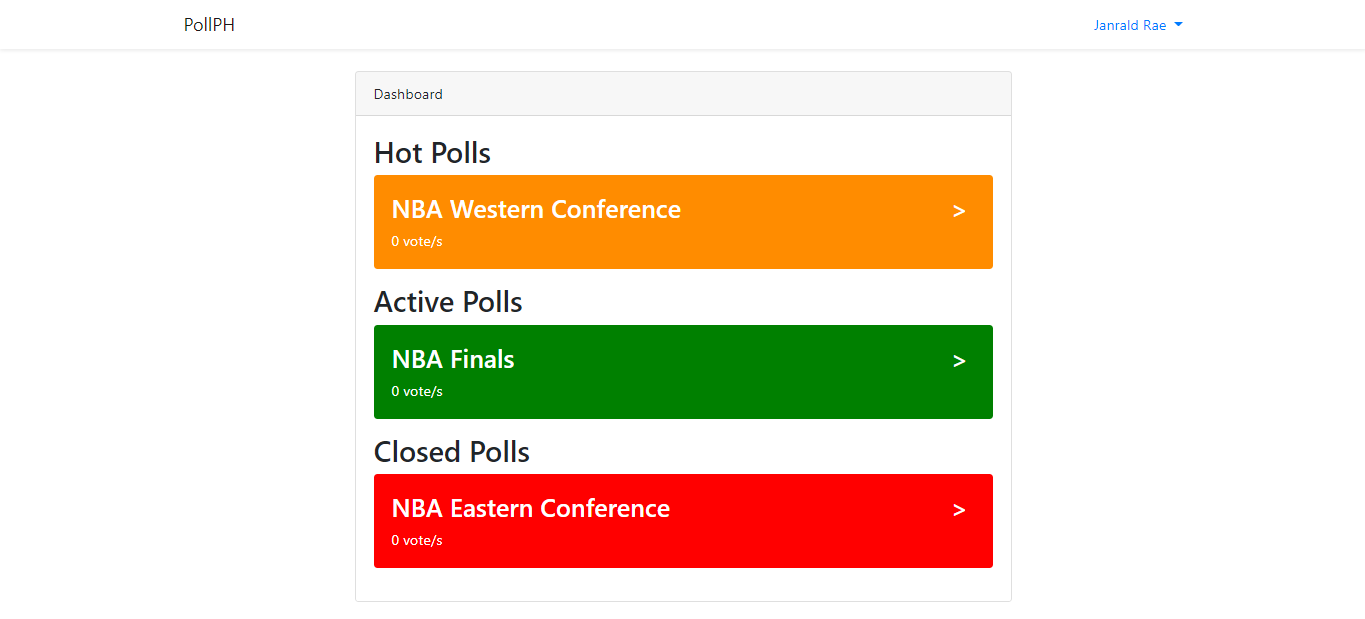 PollPH
Janrald Rae
Dashboard
Hot Polls
NBA Western Conference >
0 vote/s
Active Polls
NBA Finals >
0 vote/s
Closed Polls
NBA Eastern Conference >
0 vote/s